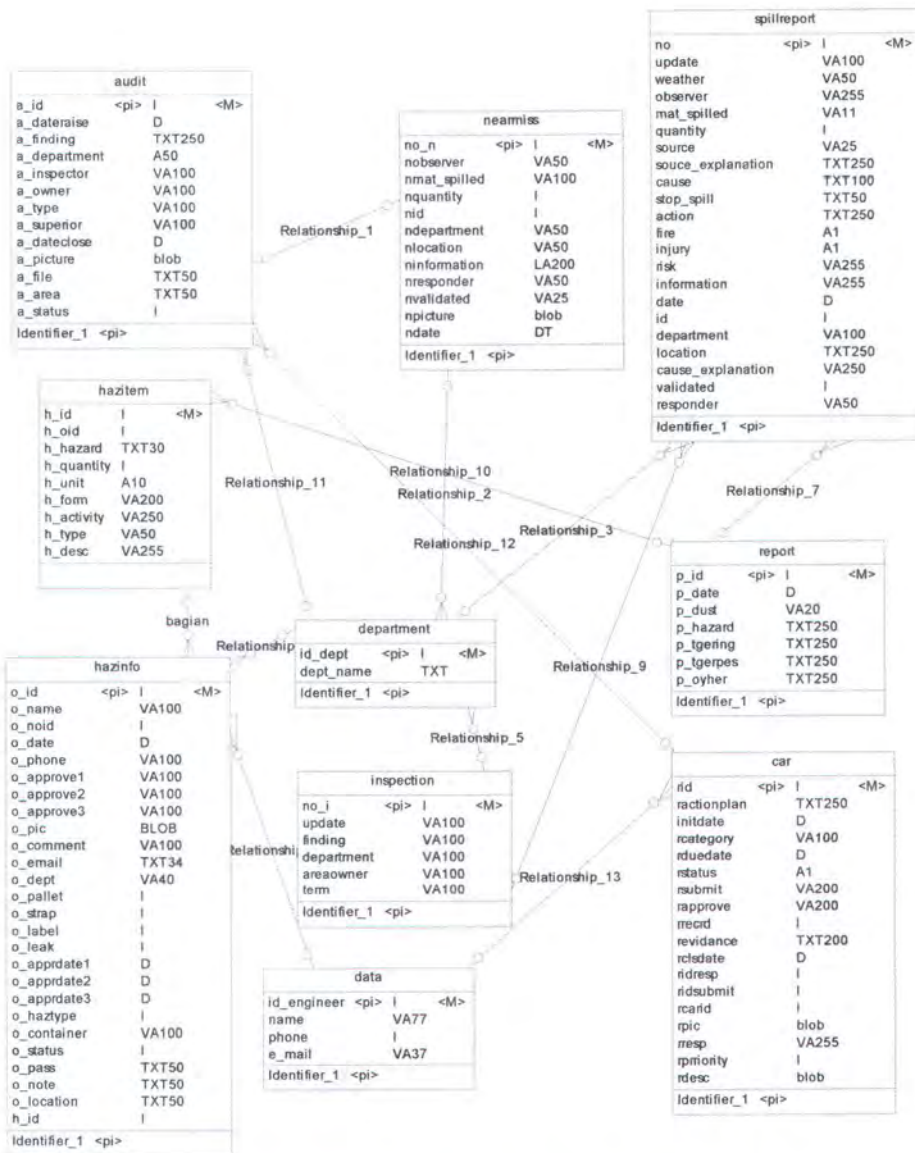 audit
a_id <pi> I <M>
a_dateraise D
a_finding TXT250
a_department A50
a_inspector VA100
a_owner VA100
a_type VA100
a_superior VA100
a_dateclose D
a_picture blob
a_file TXT50
a_area TXT50
a_status I
Identifier_1 <pi>
nearmiss
no_n <pi> I <M>
nobserver VA50
nmat_spilled VA100
nquantity I
nid I
ndepartment VA50
nlocation VA50
ninformation LA200
nresponder VA50
nvalidated VA25
npicture blob
ndate DT
Identifier_1 <pi>
spillreport
no <pi> I <M>
update VA100
weather VA50
observer VA255
mat_spilled VA11
quantity I
source VA25
souce_explanation TXT250
cause TXT100
stop_spill TXT50
action TXT250
fire A1
injury A1
risk VA255
information VA255
date D
id I
department VA100
location TXT250
cause_explanation VA250
validated I
responder VA50
Identifier_1 <pi>
Relationship_1
hazitem
h_id I <M>
h_oid I
h_hazard TXT30
h_quantity I
h_unit A10
h_form VA200
h_activity VA250
h_type VA50
h_desc VA255
Relationship_10
Relationship_11
Relationship_2
Relationship_7
Relationship_3
Relationship_12
report
p_id <pi> I <M>
p_date D
p_dust VA20
p_hazard TXT250
p_tgering TXT250
p_tgerpes TXT250
p_oyher TXT250
Identifier_1 <pi>
bagian
Relationship_
department
id_dept <pi> I <M>
dept_name TXT
Identifier_1 <pi>
Relationship_9
Relationship_5
hazinfo
o_id <pi> I <M>
o_name VA100
o_noid I
o_date D
o_phone VA100
o_approve1 VA100
o_approve2 VA100
o_approve3 VA100
o_pic BLOB
o_comment VA100
o_email TXT34
o_dept VA40
o_pallet I
o_strap I
o_label I
o_leak I
o_apprdate1 D
o_apprdate2 D
o_apprdate3 D
o_haztype I
o_container VA100
o_status I
o_pass TXT50
o_note TXT50
o_location TXT50
h_id I
Identifier_1 <pi>
inspection
no_i <pi> I <M>
update VA100
finding VA100
department VA100
areaowner VA100
term VA100
Identifier_1 <pi>
Relationship_13
data
id_engineer <pi> I <M>
name VA77
phone I
e_mail VA37
Identifier_1 <pi>
car
rid <pi> I <M>
ractionplan TXT250
initdate D
rcategory VA100
rduedate D
rstatus A1
rsubmit VA200
rapprove VA200
rrecrd I
revidance TXT200
rclsdate D
ridresp I
ridsubmit I
rcarid I
rpic blob
rresp VA255
rpriority I
rdesc blob
Identifier_1 <pi>